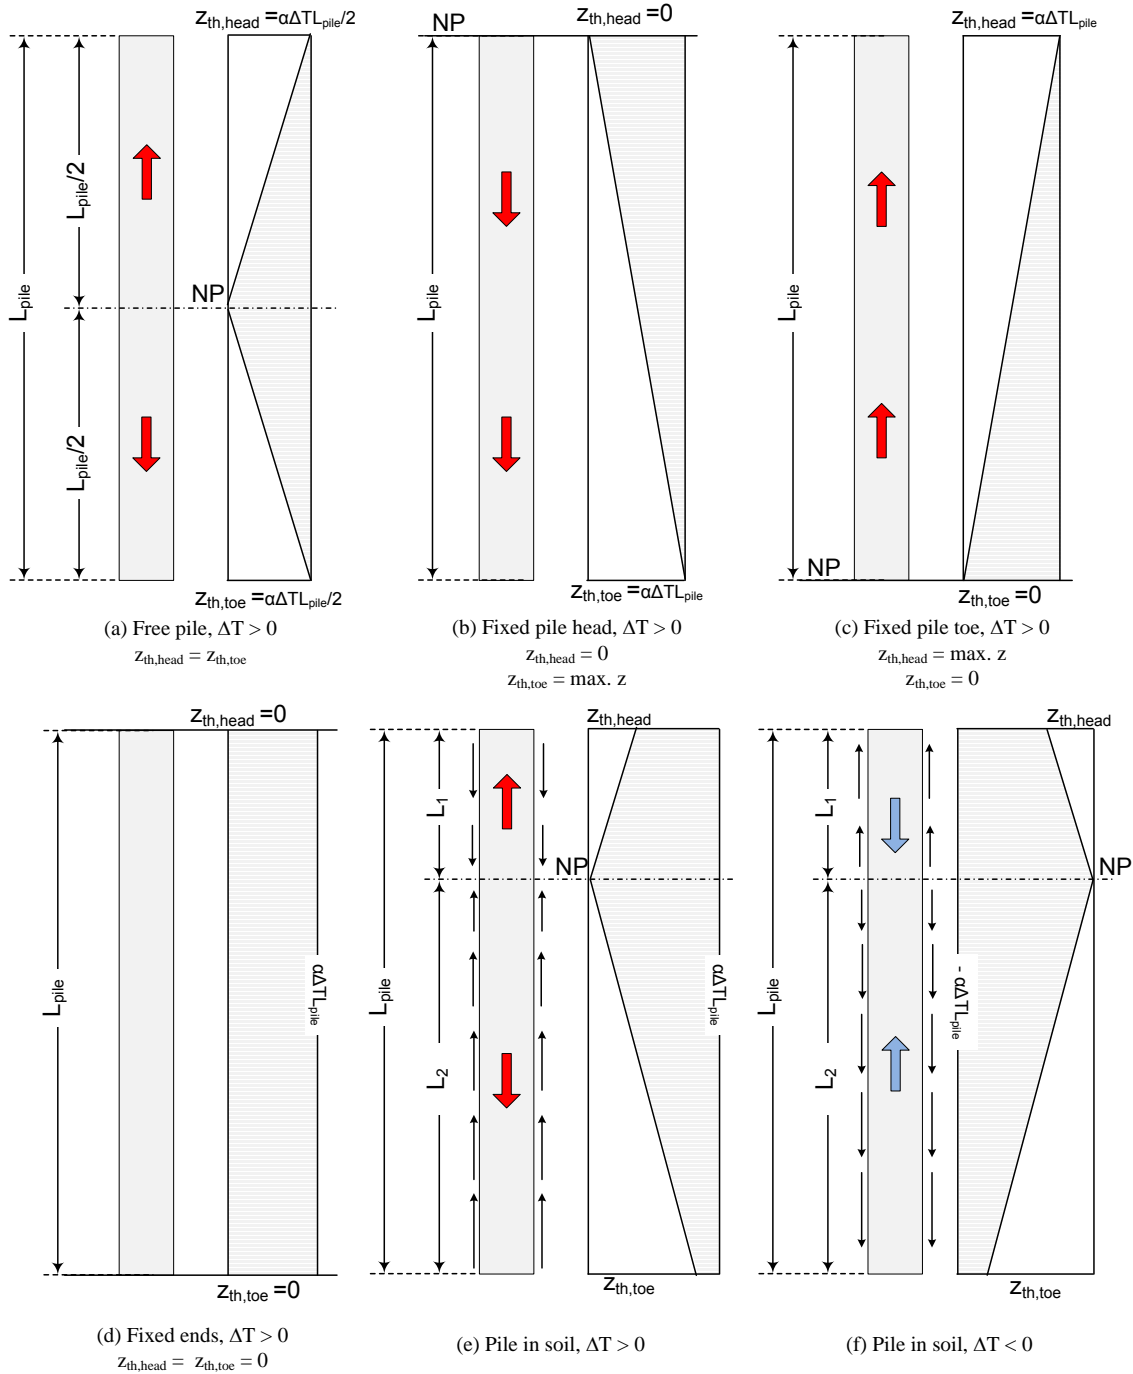 z_th,head =αΔTL_pile/2
NP
z_th,head =0
z_th,head =αΔTL_pile
L_pile
L_pile/2
L_pile/2
NP
L_pile
L_pile
NP
z_th,toe =αΔTL_pile/2
z_th,toe =αΔTL_pile
z_th,toe =0
(a) Free pile, ΔT > 0
z_th,head = z_th,toe
(b) Fixed pile head, ΔT > 0
z_th,head = 0
z_th,toe = max. z
(c) Fixed pile toe, ΔT > 0
z_th,head = max. z
z_th,toe = 0
z_th,head =0
z_th,head
z_th,head
L_pile
αΔTL_pile
L_pile
L_1
L_2
NP
αΔTL_pile
L_pile
L_1
L_2
NP
- αΔTL_pile
z_th,toe =0
z_th,toe
z_th,toe
(d) Fixed ends, ΔT > 0
z_th,head = z_th,toe = 0
(e) Pile in soil, ΔT > 0
(f) Pile in soil, ΔT < 0